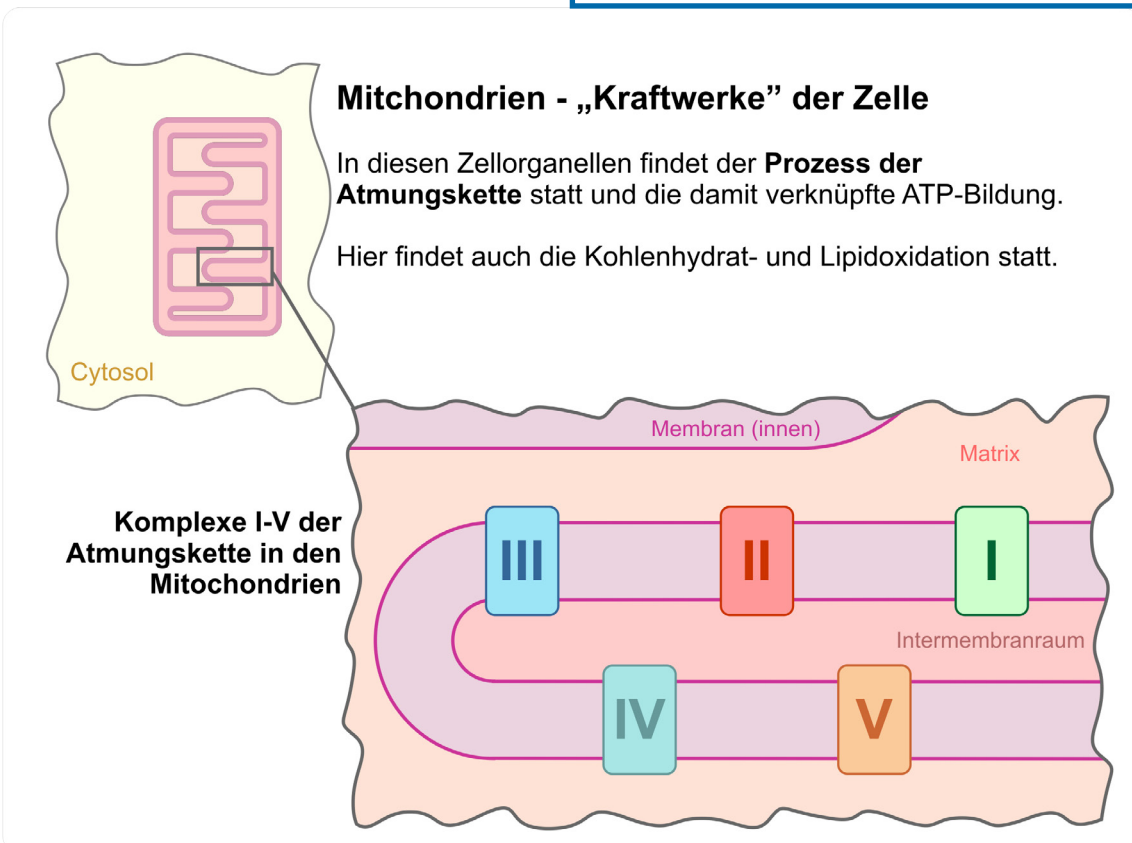 Mitchondrien - „Kraftwerke” der Zelle
In diesen Zellorganellen findet der Prozess der
Atmungskette statt und die damit verknüpfte ATP-Bildung.
Hier findet auch die Kohlenhydrat- und Lipidoxidation statt.
Cytosol
Membran (innen)
Matrix
Komplexe I-V der
Atmungskette in den
Mitochondrien
III
II
I
Intermembranraum
IV
V